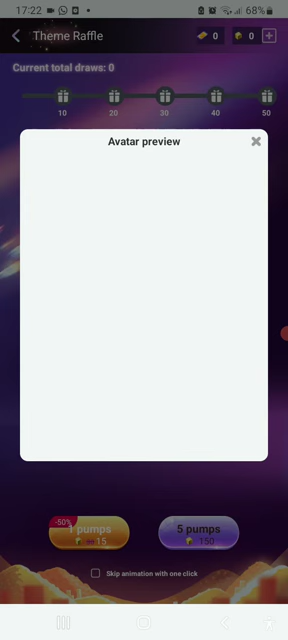 17:22
68%
Theme Raffle
0
0
Current total draws: 0
10 20 30 40 50
Avatar preview
-50%
1 pumps
15
5 pumps
150
Skip animation with one click